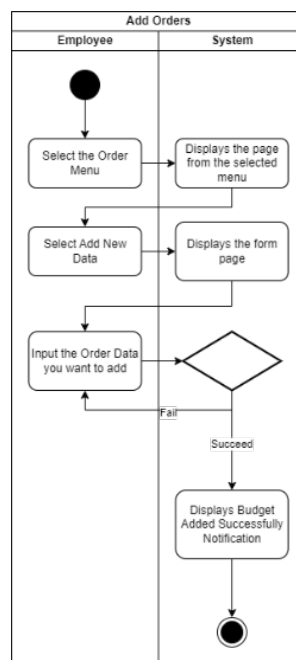 Add Orders
Employee
System
Select the Order
Menu
Displays the page
from the selected
menu
Select Add New
Data
Displays the form
page
Input the Order Data
you want to add
Fail
Succeed
Displays Budget
Added Successfully
Notification